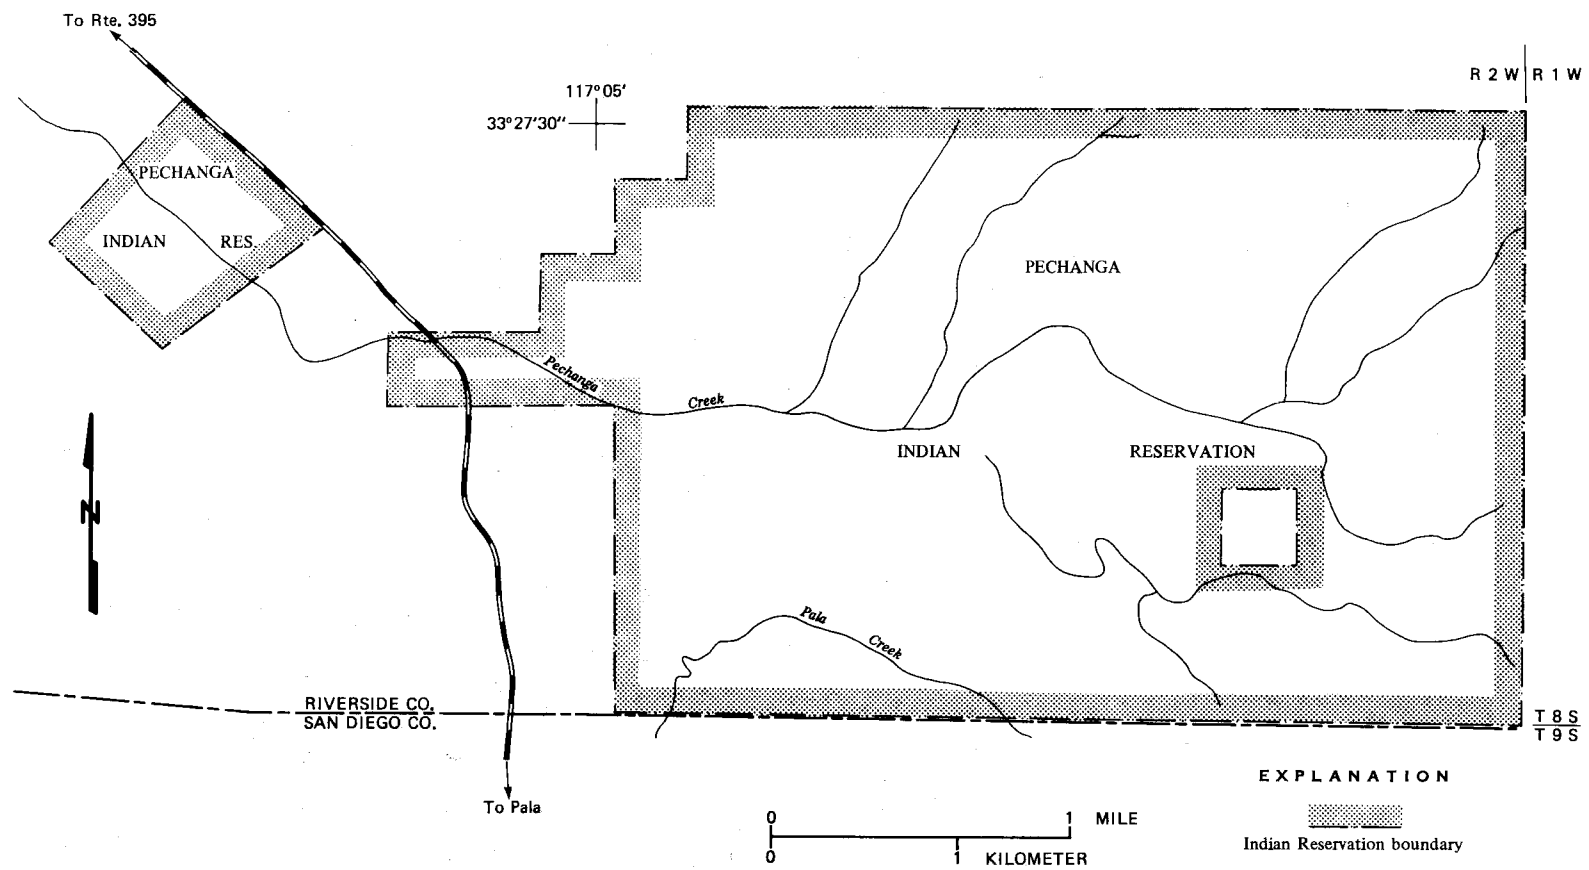 To Rte. 395
R 2 W R 1 W
117° 05'
33° 27' 30"
PECHANGA
INDIAN RES.
PECHANGA
Pechanga
Creek
INDIAN RESERVATION
N
Pala
Creek
RIVERSIDE CO.
SAN DIEGO CO.
T 8 S
T 9 S
To Pala
EXPLANATION
Indian Reservation boundary
0 1 MILE
0 1 KILOMETER